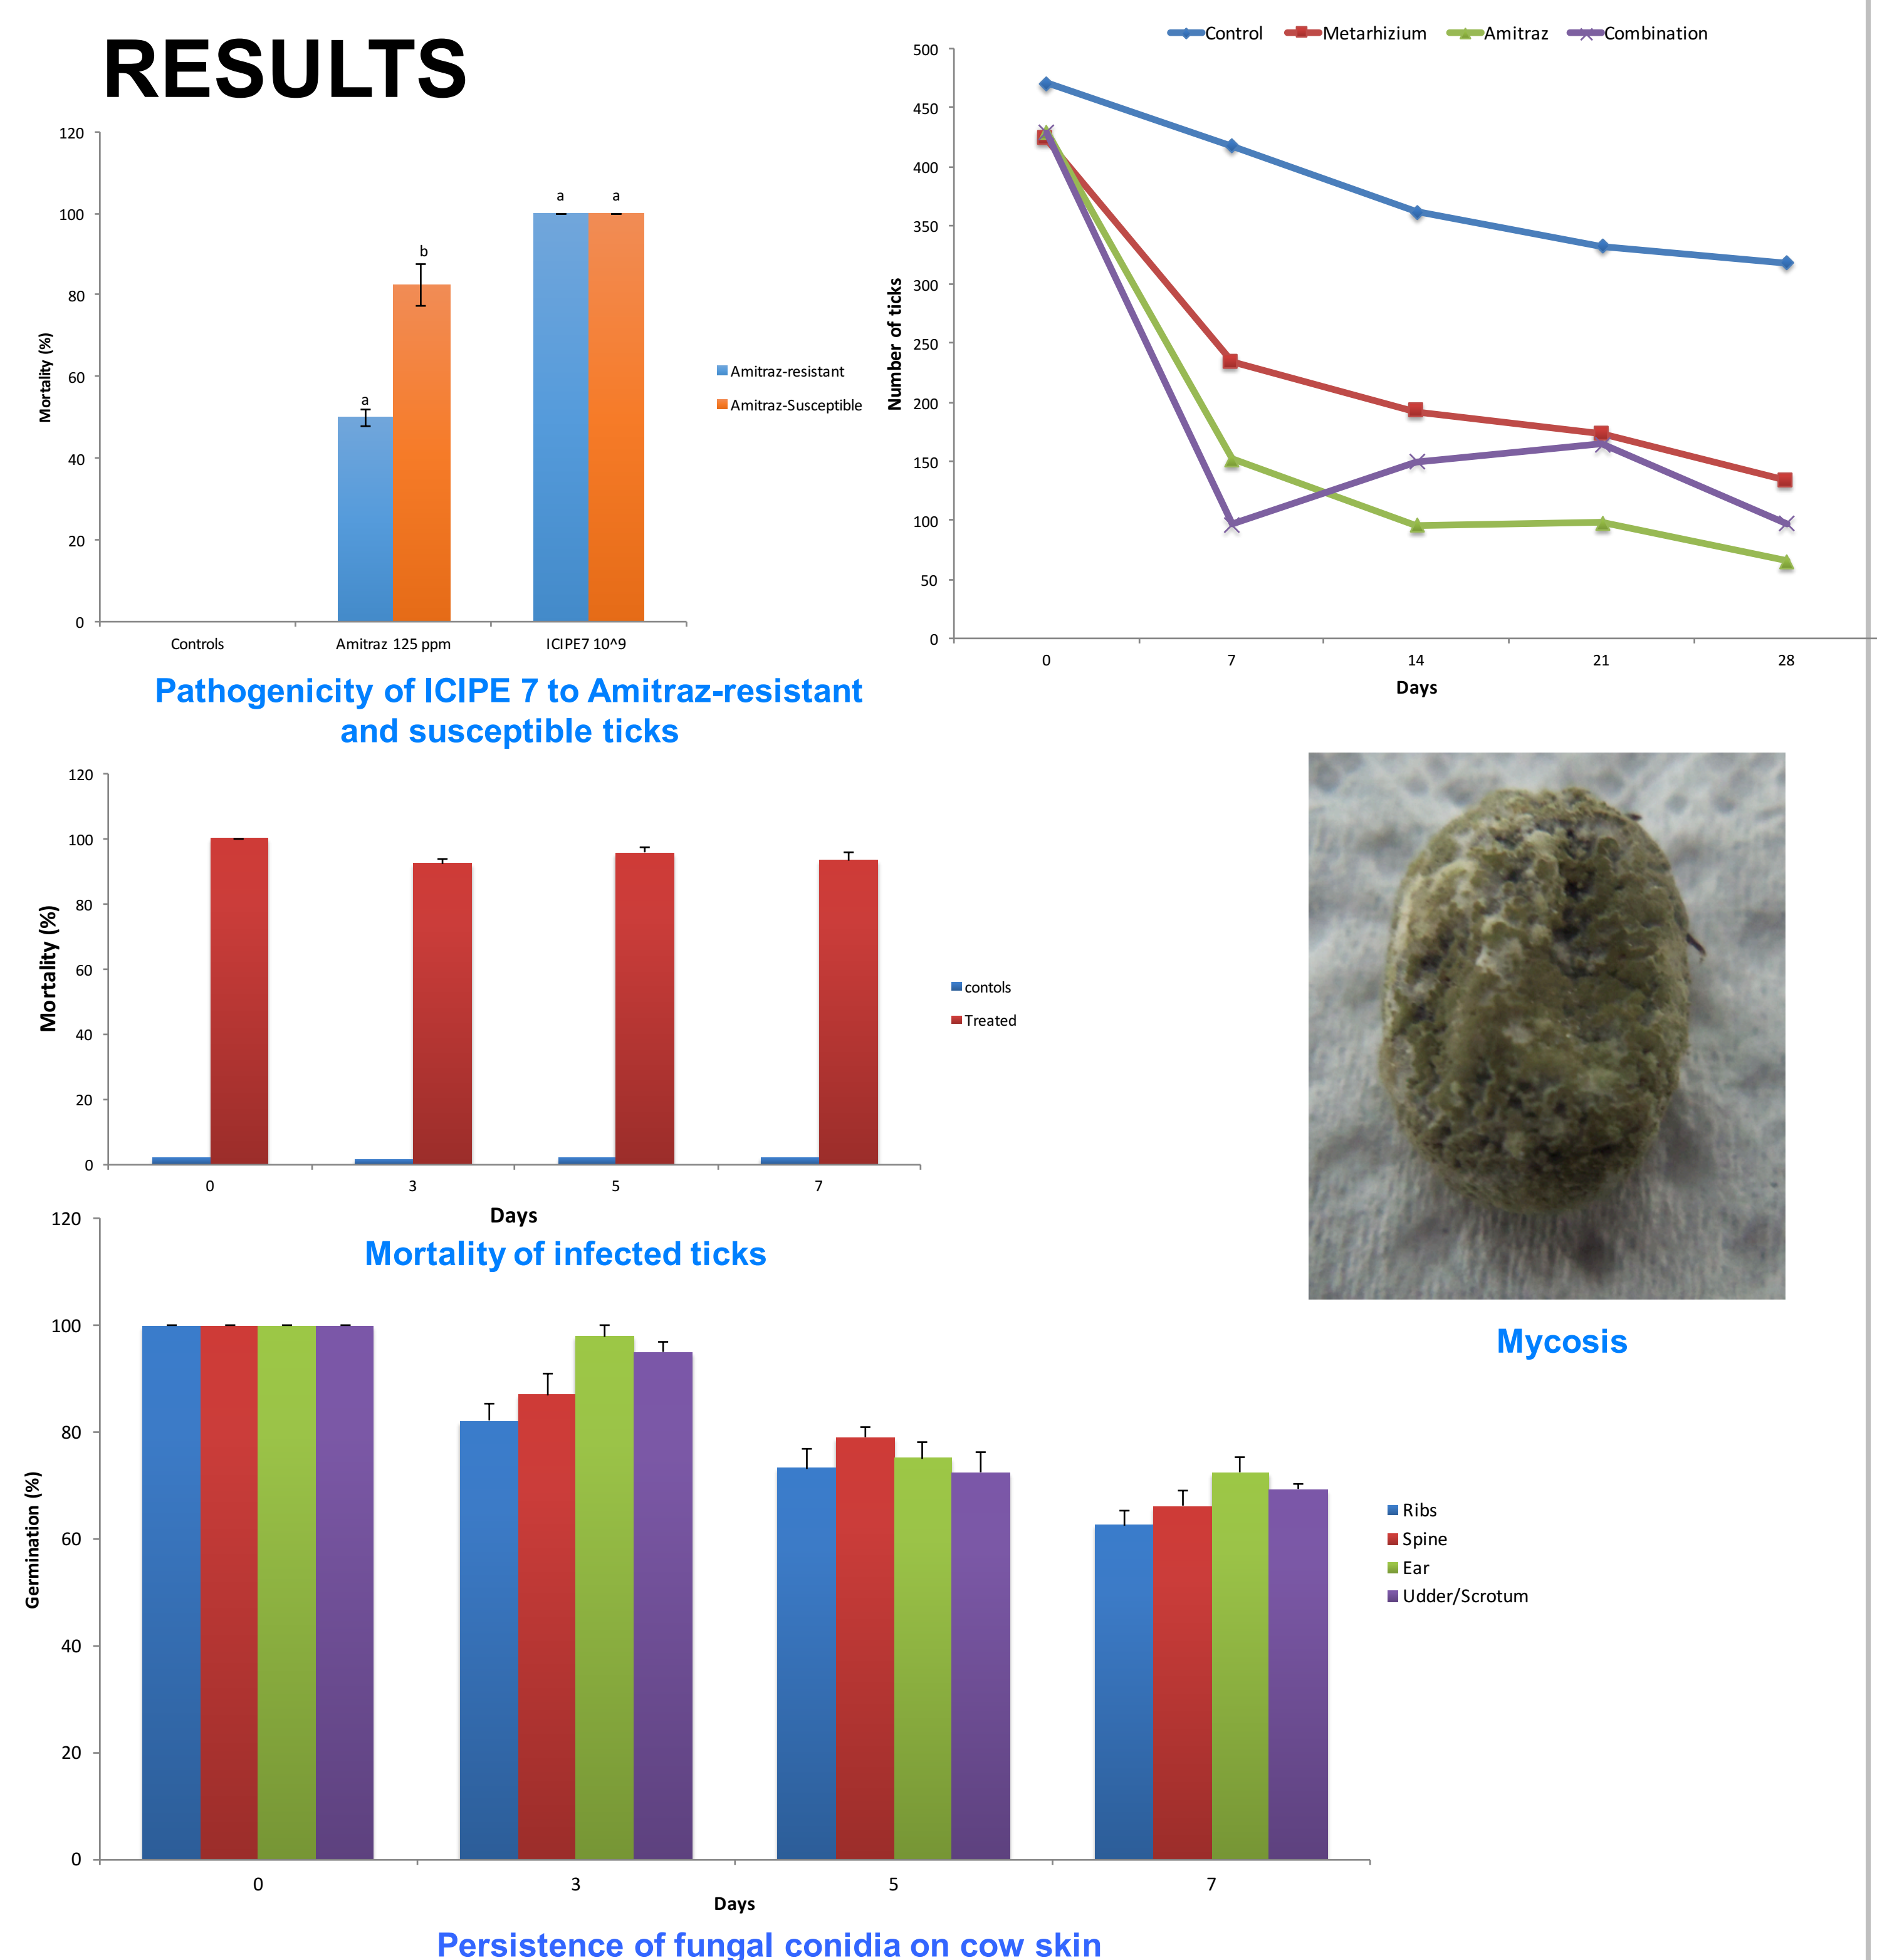 RESULTS
120
100
80
60
40
20
0
Mortality (%)
a
b
a
a
Controls
Amitraz 125 ppm
ICIPE7 10^9
Amitraz-resistant
Amitraz-Susceptible
Pathogenicity of ICIPE 7 to Amitraz-resistant
and susceptible ticks
Control
Metarhizium
Amitraz
Combination
500
450
400
350
300
250
200
150
100
50
0
Number of ticks
0
7
14
21
28
Days
120
100
80
60
40
20
0
Mortality (%)
contols
Treated
0
3
5
7
Days
Mortality of infected ticks
Mycosis
120
100
80
60
40
20
0
Germination (%)
Ribs
Spine
Ear
Udder/Scrotum
0
3
5
7
Days
Persistence of fungal conidia on cow skin